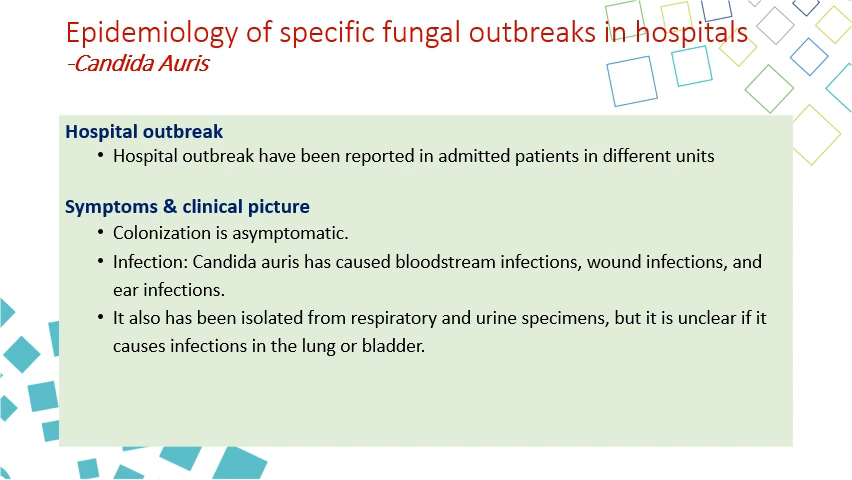 Epidemiology of specific fungal outbreaks in hospitals
-Candida Auris
Hospital outbreak
• Hospital outbreak have been reported in admitted patients in different units
Symptoms & clinical picture
• Colonization is asymptomatic.
• Infection: Candida auris has caused bloodstream infections, wound infections, and
ear infections.
• It also has been isolated from respiratory and urine specimens, but it is unclear if it
causes infections in the lung or bladder.